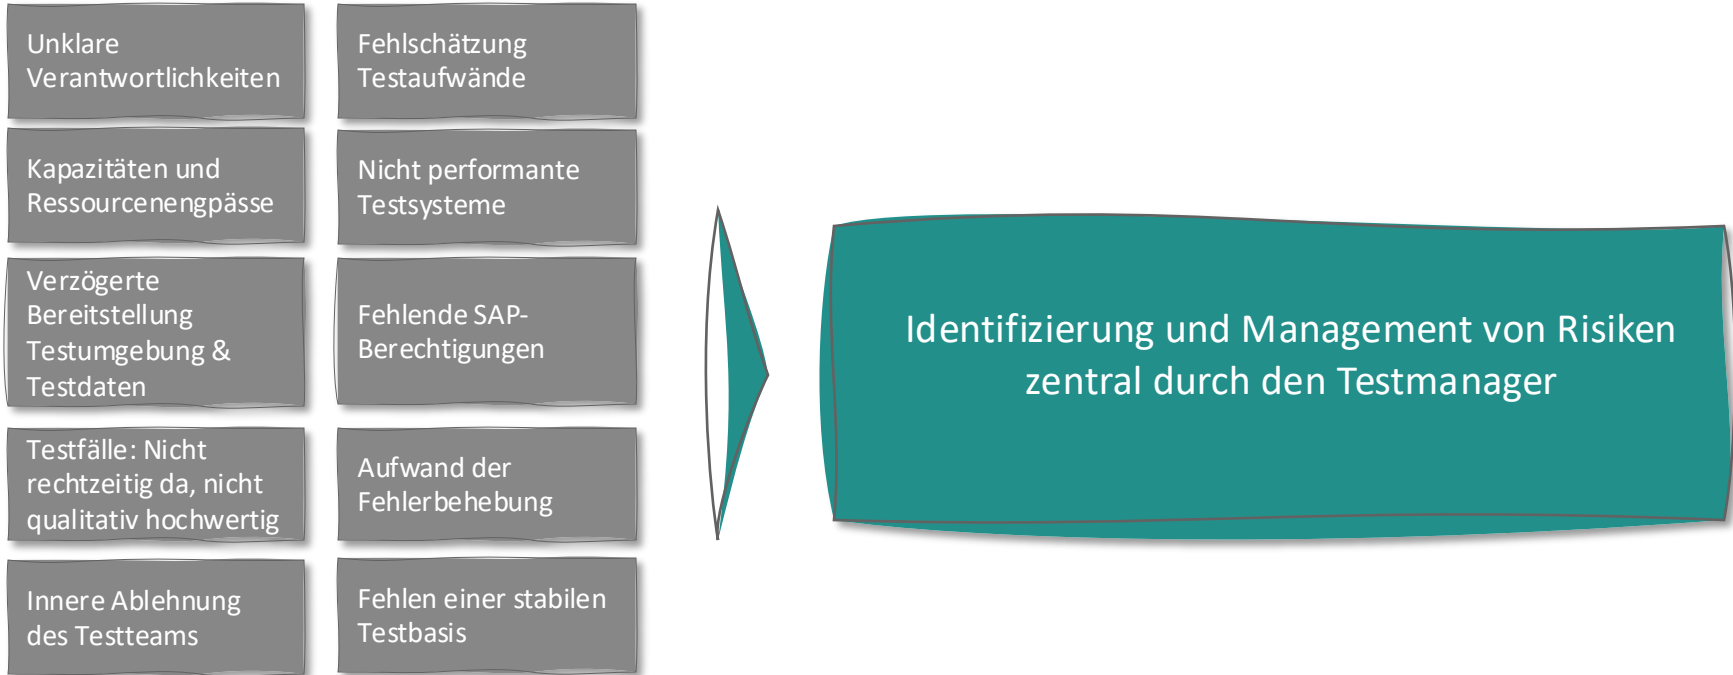 Unklare
Verantwortlichkeiten
Fehlschätzung
Testaufwände
Kapazitäten und
Ressourcenengpässe
Nicht performante
Testsysteme
Verzögerte
Bereitstellung
Testumgebung &
Testdaten
Fehlende SAP-
Berechtigungen
Testfälle: Nicht
rechtzeitig da, nicht
qualitativ hochwertig
Aufwand der
Fehlerbehebung
Innere Ablehnung
des Testteams
Fehlen einer stabilen
Testbasis
Identifizierung und Management von Risiken
zentral durch den Testmanager